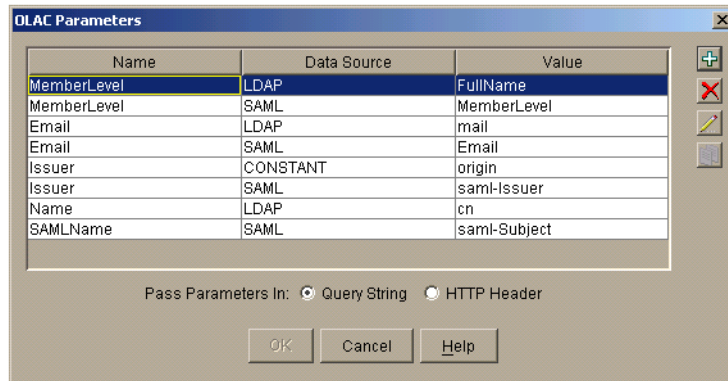 OLAC Parameters
Name Data Source Value
MemberLevel LDAP FullName
MemberLevel SAML MemberLevel
Email LDAP mail
Email SAML Email
Issuer CONSTANT origin
Issuer SAML saml-Issuer
Name LDAP cn
SAMLName SAML saml-Subject
Pass Parameters In: Query String HTTP Header
OK Cancel Help